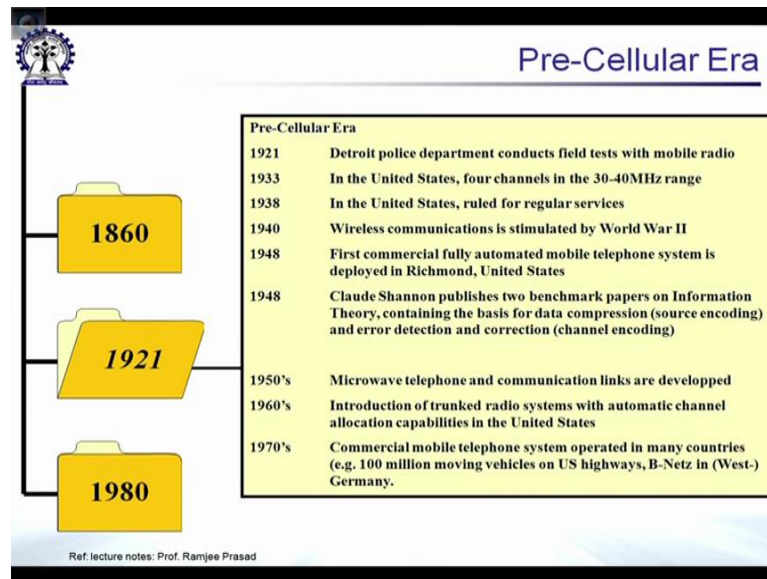 Pre-Cellular Era
Pre-Cellular Era
1921 Detroit police department conducts field tests with mobile radio
1933 In the United States, four channels in the 30-40MHz range
1938 In the United States, ruled for regular services
1940 Wireless communications is stimulated by World War II
1948 First commercial fully automated mobile telephone system is
deployed in Richmond, United States
1948 Claude Shannon publishes two benchmark papers on Information
Theory, containing the basis for data compression (source encoding)
and error detection and correction (channel encoding)
1950's Microwave telephone and communication links are developped
1960's Introduction of trunked radio systems with automatic channel
allocation capabilities in the United States
1970's Commercial mobile telephone system operated in many countries
(e.g. 100 million moving vehicles on US highways, B-Netz in (West-)
Germany.
1860
1921
1980
Ref: lecture notes: Prof. Ramjee Prasad